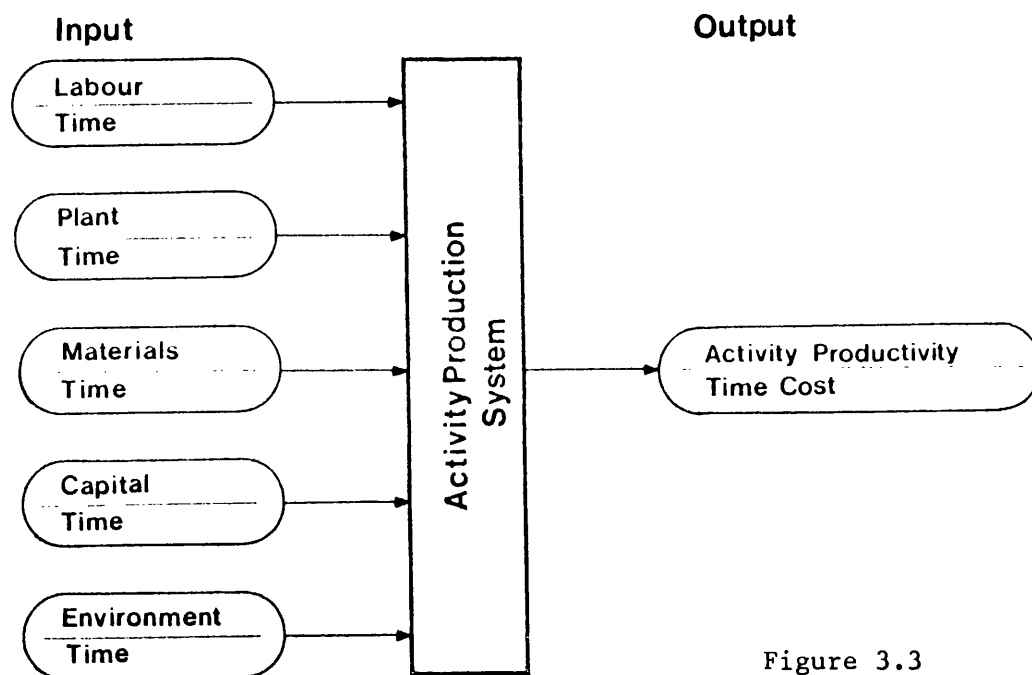 Input
Output
Labour
Time
Plant
Time
Materials
Time
Capital
Time
Environment
Time
Activity Production
System
Activity Productivity
Time Cost
Figure 3.3